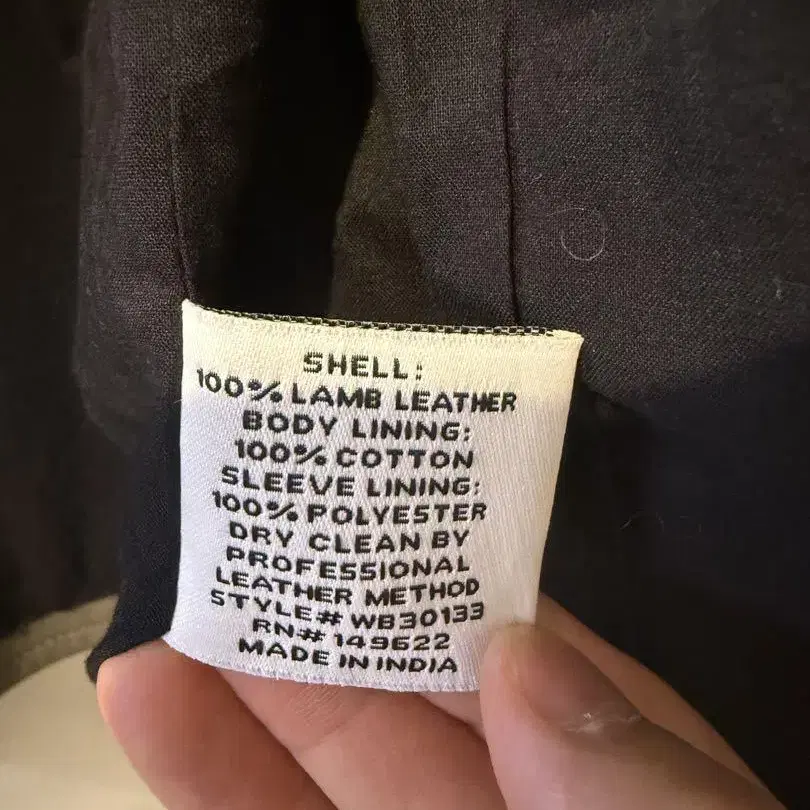 SHELL:
100% LAMB LEATHER
BODY LINING:
100% COTTON
SLEEVE LINING:
100% POLYESTER
DRY CLEAN BY
PROFESSIONAL
LEATHER METHOD
STYLE# WB30133
RN# 149622
MADE IN INDIA